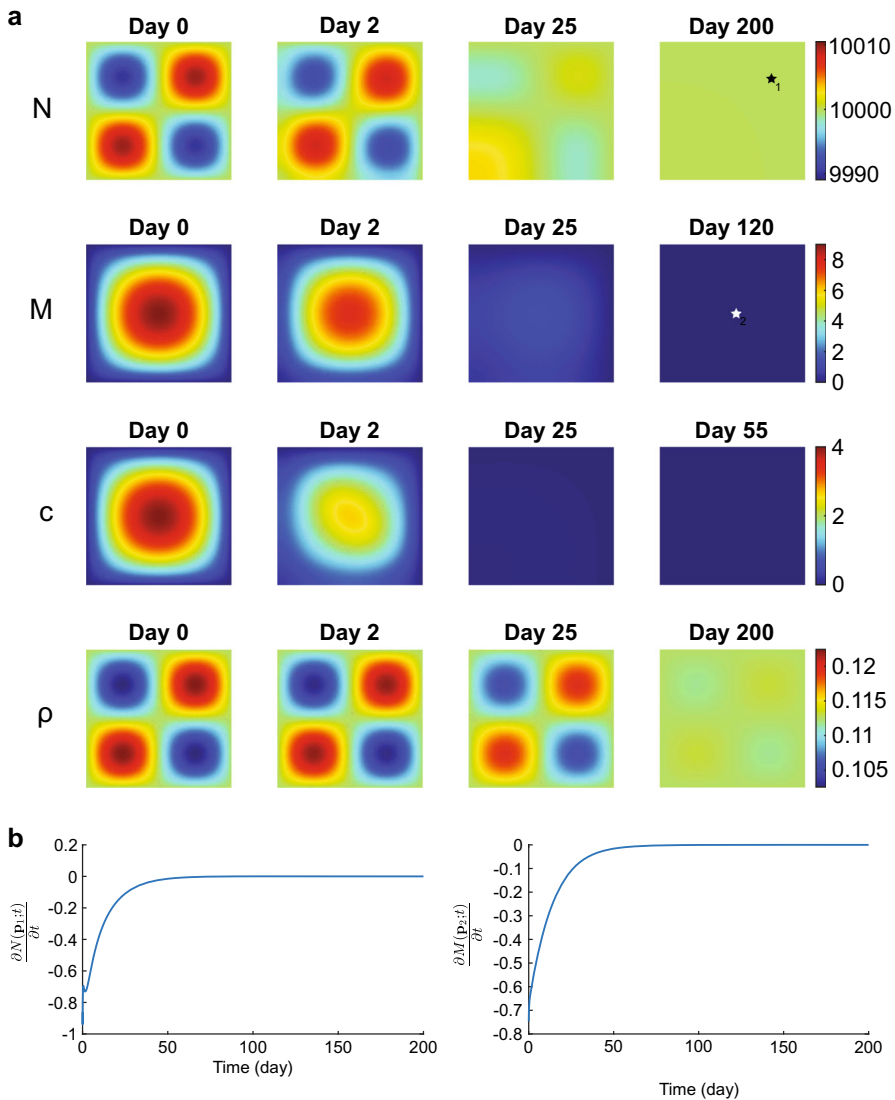 a
Day 0 Day 2 Day 25 Day 200
N
1
10010
10000
9990
Day 0 Day 2 Day 25 Day 120
M
2
8
6
4
2
0
Day 0 Day 2 Day 25 Day 55
c
4
2
0
Day 0 Day 2 Day 25 Day 200
ρ
0.12
0.115
0.11
0.105
b
0.2
0
-0.2
-0.4
-0.6
-0.8
-1
∂N(p₁;t)
∂t
0 50 100 150 200
Time (day)
0
-0.1
-0.2
-0.3
-0.4
-0.5
-0.6
-0.7
-0.8
∂M(p₂;t)
∂t
0 50 100 150 200
Time (day)